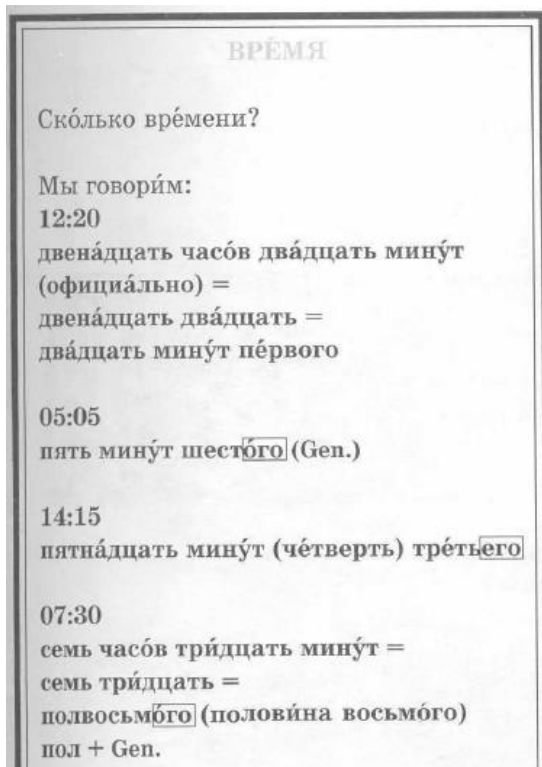 ВРЕ́МЯ
Ско́лько вре́мени?
Мы говори́м:
12:20
двена́дцать часо́в два́дцать мину́т
(официа́льно) =
двена́дцать два́дцать =
два́дцать мину́т пе́рвого
05:05
пять мину́т шесто́го (Gen.)
14:15
пятна́дцать мину́т (че́тверть) тре́тьего
07:30
семь часо́в три́дцать мину́т =
семь три́дцать =
полвосьмо́го (полови́на восьмо́го)
пол + Gen.